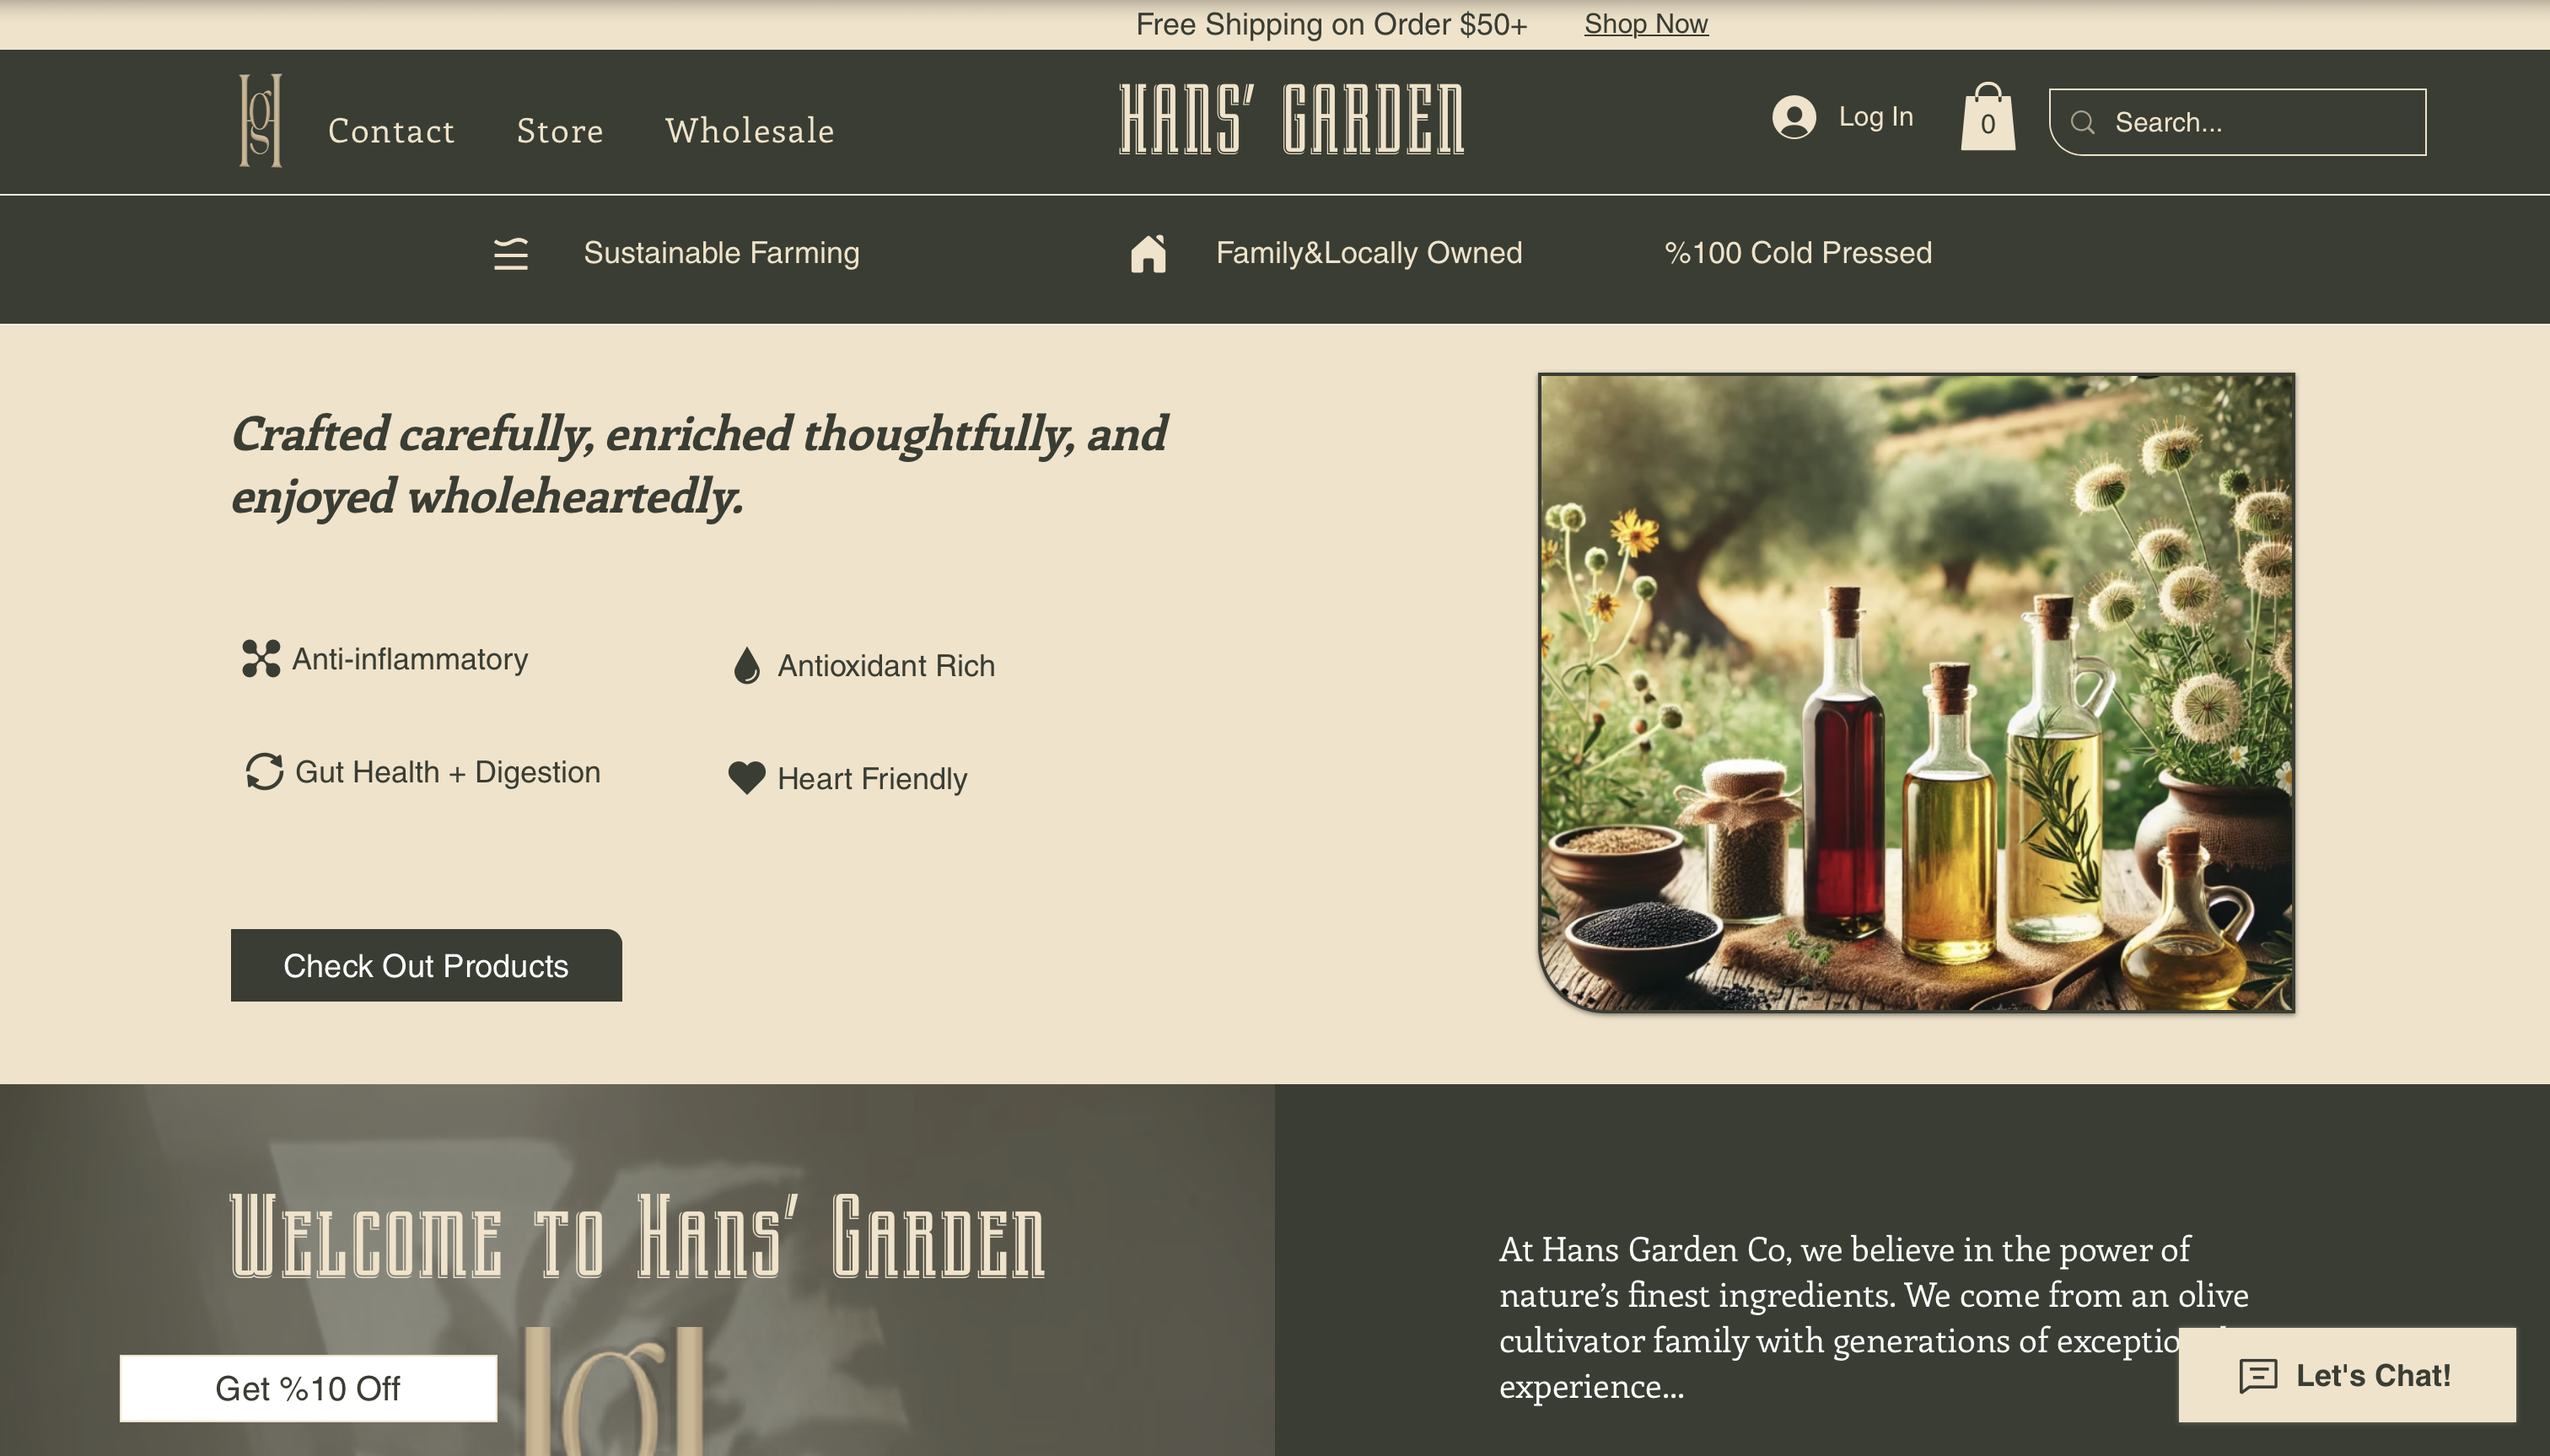 Free Shipping on Order $50+ Shop Now
Contact Store Wholesale HANS' GARDEN Log In 0 Search...
Sustainable Farming Family&Locally Owned %100 Cold Pressed
Crafted carefully, enriched thoughtfully, and
enjoyed wholeheartedly.
Anti-inflammatory Antioxidant Rich
Gut Health + Digestion Heart Friendly
Check Out Products
Welcome to Hans' Garden
At Hans Garden Co, we believe in the power of
nature's finest ingredients. We come from an olive
cultivator family with generations of
experience...
Get %10 Off
Let's Chat!